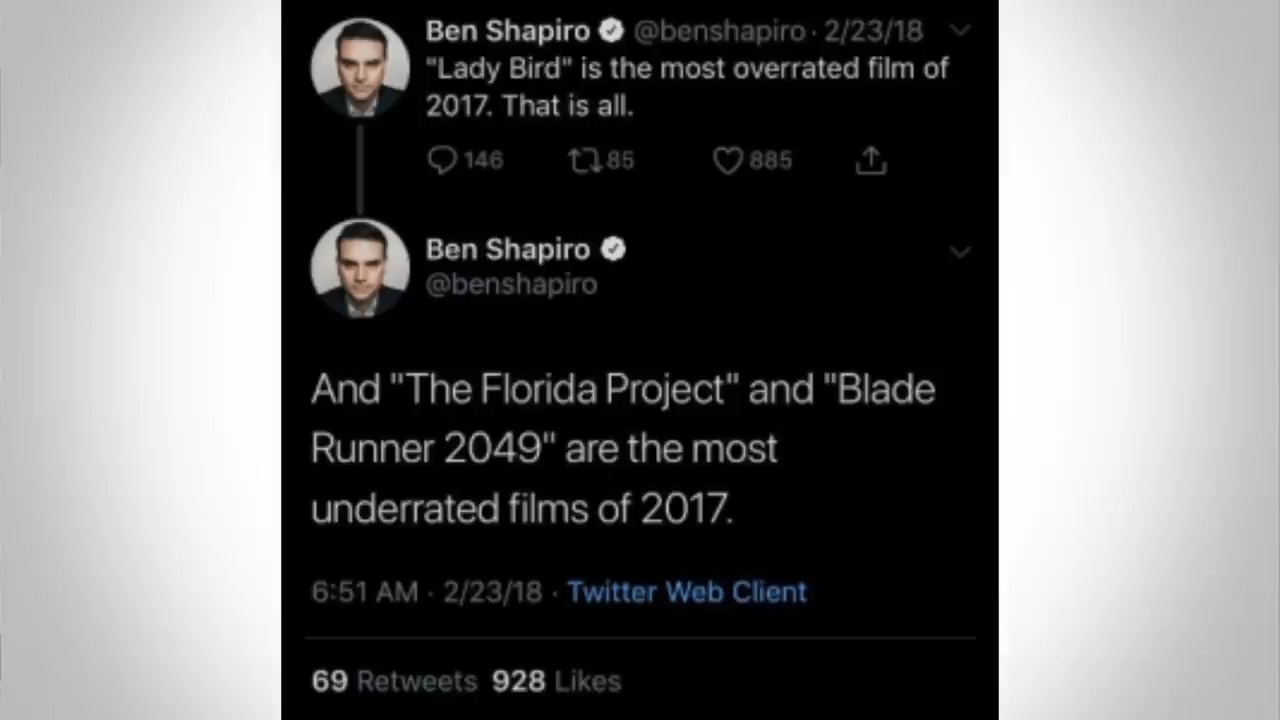 Ben Shapiro @benshapiro · 2/23/18
"Lady Bird" is the most overrated film of
2017. That is all.
146 85 885
Ben Shapiro
@benshapiro
And "The Florida Project" and "Blade
Runner 2049" are the most
underrated films of 2017.
6:51 AM · 2/23/18 · Twitter Web Client
69 Retweets 928 Likes